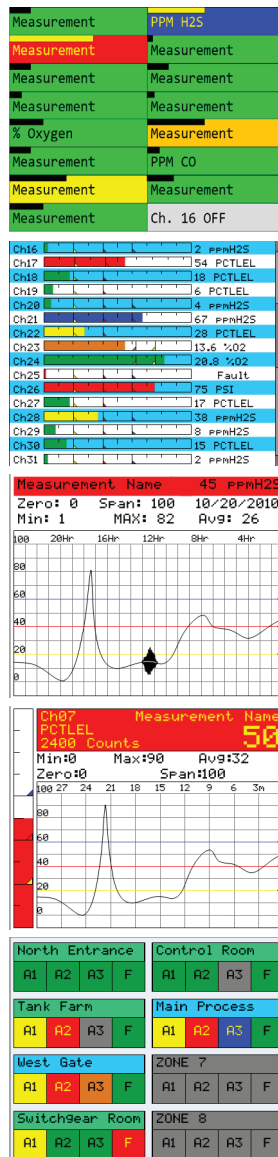 Measurement PPM H2S
Measurement Measurement
Measurement Measurement
Measurement Measurement
% Oxygen Measurement
Measurement PPM CO
Measurement Measurement
Measurement Ch. 16 OFF
Ch16 2 ppmH2S
Ch17 54 PCTLEL
Ch18 18 PCTLEL
Ch19 6 PCTLEL
Ch20 4 ppmH2S
Ch21 67 ppmH2S
Ch22 28 PCTLEL
Ch23 13.6 %O2
Ch24 20.8 %O2
Ch25 Fault
Ch26 75 PSI
Ch27 17 PCTLEL
Ch28 38 ppmH2S
Ch29 8 ppmH2S
Ch30 15 PCTLEL
Ch31 2 ppmH2S
Measurement Name 45 ppmH2S
Zero: 0 Span: 100 10/20/2010
Min: 1 MAX: 82 Avg: 26
100 20Hr 16Hr 12Hr 8Hr 4Hr
80
60
40
20
0
Ch07 Measurement Name
PCTLEL 50
2400 Counts
Min:0 Max:90 Avg:32
Zero:0 Span:100
100 27 24 21 18 15 12 9 6 3m
80
60
40
20
0
North Entrance Control Room
A1 A2 A3 F A1 A2 A3 F
Tank Farm Main Process
A1 A2 A3 F A1 A2 A3 F
West Gate ZONE 7
A1 A2 A3 F A1 A2 A3 F
Switchgear Room ZONE 8
A1 A2 A3 F A1 A2 A3 F